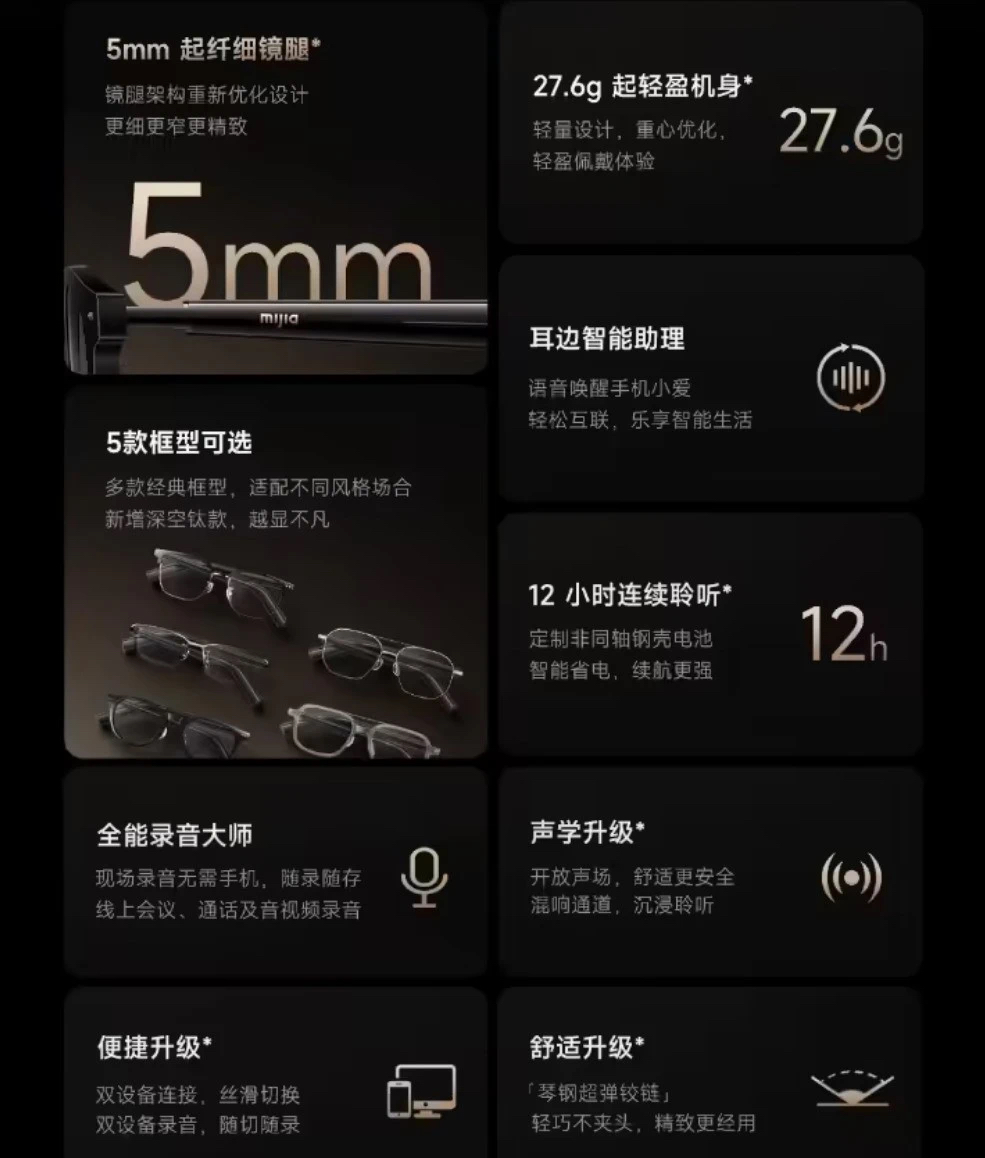 5mm 起纤细镜腿*
镜腿架构重新优化设计
更细更窄更精致
5mm
mijia
27.6g 起轻盈机身*
轻量设计，重心优化，
轻盈佩戴体验
27.6g
耳边智能助理
语音唤醒手机小爱
轻松互联，乐享智能生活
5款框型可选
多款经典框型，适配不同风格场合
新增深空钛款，越显不凡
12 小时连续聆听*
定制非同轴钢壳电池
智能省电，续航更强
12h
全能录音大师
现场录音无需手机，随录随存
线上会议、通话及音视频录音
声学升级*
开放声场，舒适更安全
混响通道，沉浸聆听
便捷升级*
双设备连接，丝滑切换
双设备录音，随切随录
舒适升级*
「琴钢超弹铰链」
轻巧不夹头，精致更经用